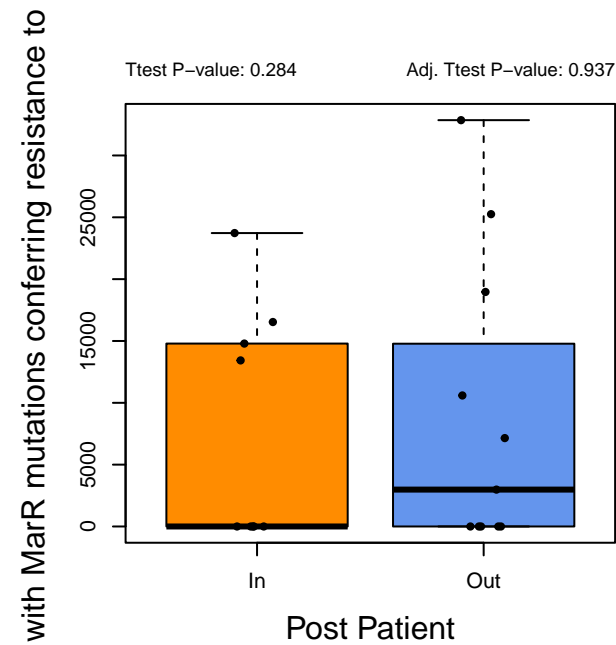 Ttest P−value: 0.284
Adj. Ttest P−value: 0.937
with MarR mutations conferring resistance to
25000
15000
5000
0
In
Out
Post Patient